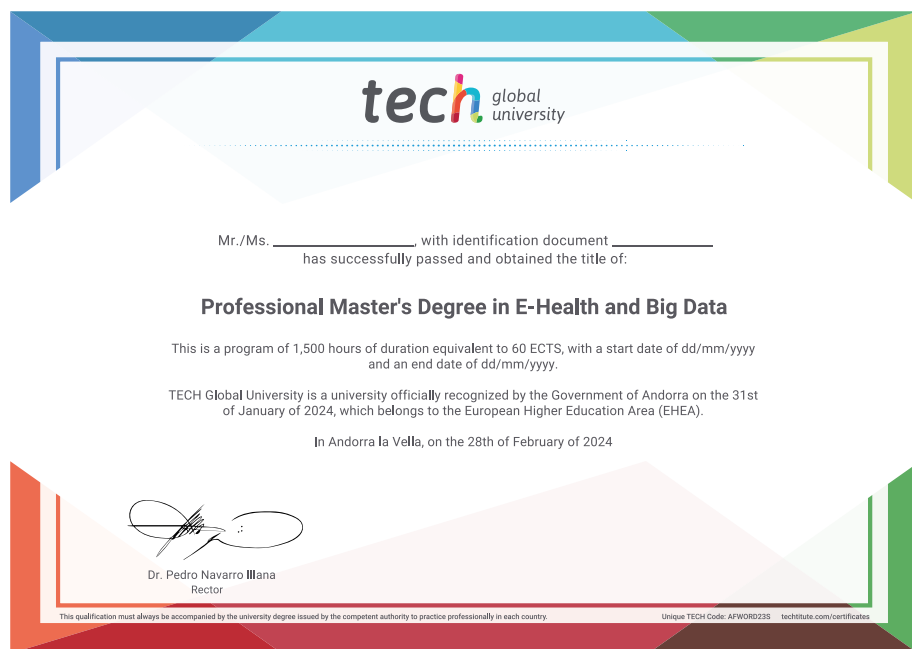 tech global university
Mr./Ms. ____________________, with identification document ______________
has successfully passed and obtained the title of:
Professional Master's Degree in E-Health and Big Data
This is a program of 1,500 hours of duration equivalent to 60 ECTS, with a start date of dd/mm/yyyy
and an end date of dd/mm/yyyy.
TECH Global University is a university officially recognized by the Government of Andorra on the 31st
of January of 2024, which belongs to the European Higher Education Area (EHEA).
In Andorra la Vella, on the 28th of February of 2024
Dr. Pedro Navarro Illana
Rector
This qualification must always be accompanied by the university degree issued by the competent authority to practice professionally in each country. Unique TECH Code: AFWORD23S techtitute.com/certificates